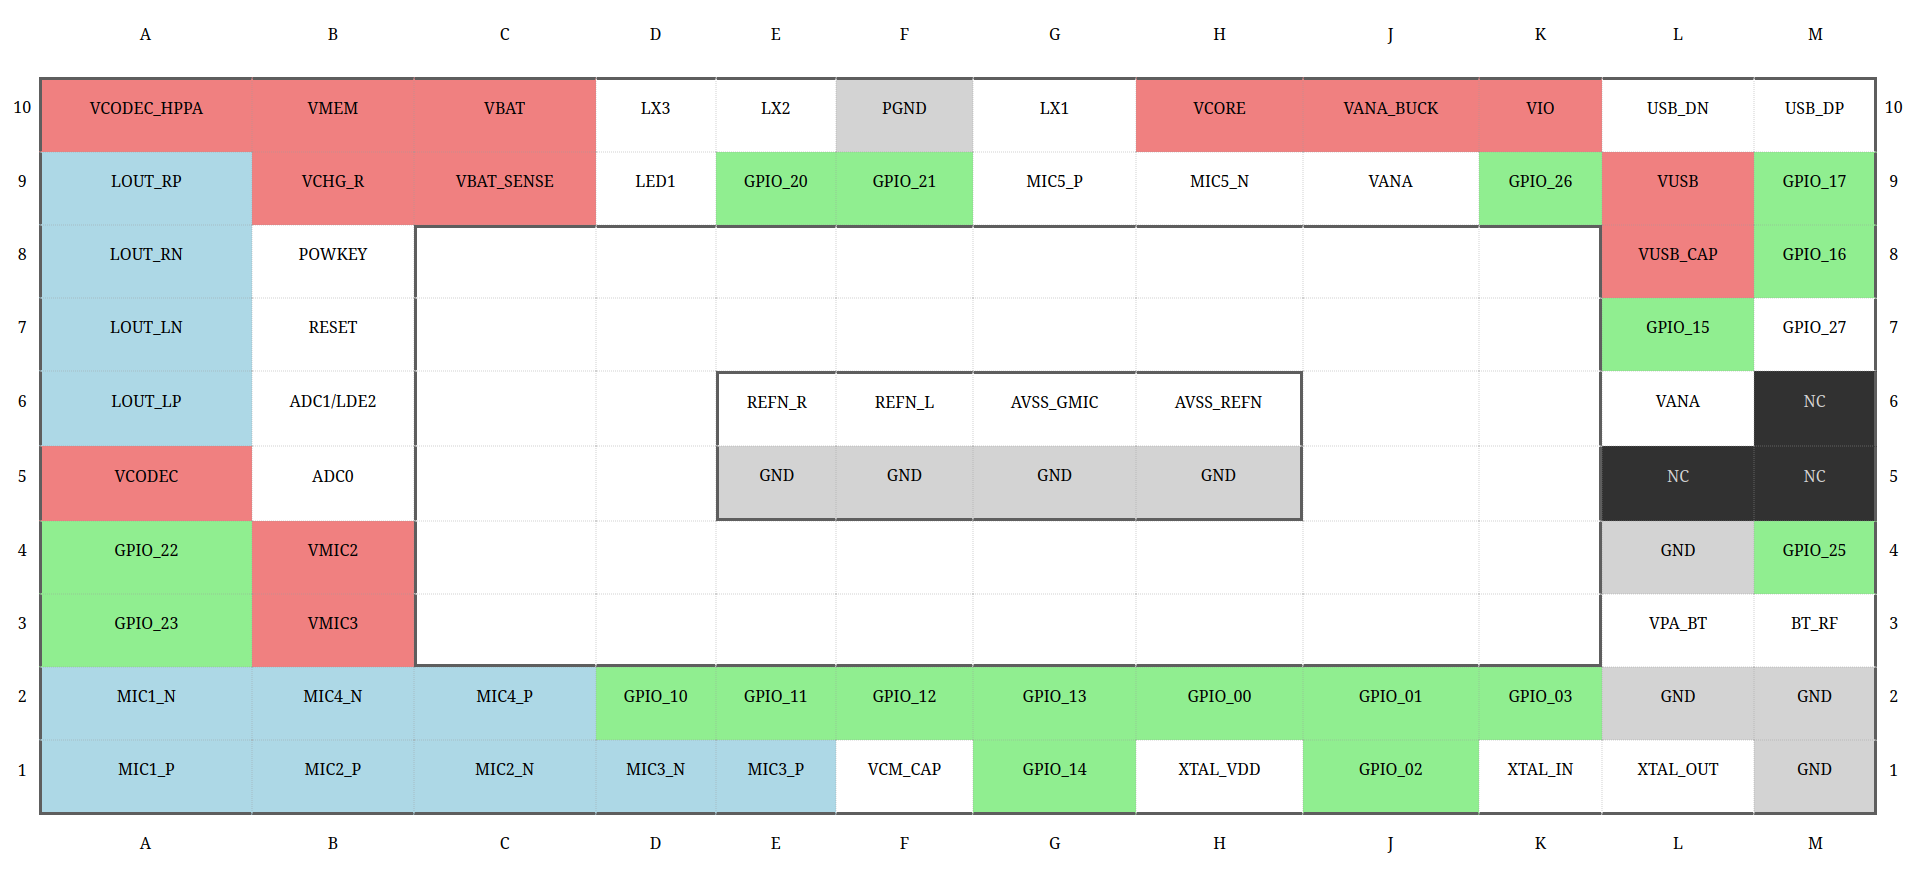 A B C D E F G H J K L M
10 VCODEC_HPPA VMEM VBAT LX3 LX2 PGND LX1 VCORE VANA_BUCK VIO USB_DN USB_DP 10
9 LOUT_RP VCHG_R VBAT_SENSE LED1 GPIO_20 GPIO_21 MIC5_P MIC5_N VANA GPIO_26 VUSB GPIO_17 9
8 LOUT_RN POWKEY VUSB_CAP GPIO_16 8
7 LOUT_LN RESET GPIO_15 GPIO_27 7
6 LOUT_LP ADC1/LDE2 REFN_R REFN_L AVSS_GMIC AVSS_REFN VANA NC 6
5 VCODEC ADC0 GND GND GND GND NC NC 5
4 GPIO_22 VMIC2 GND GPIO_25 4
3 GPIO_23 VMIC3 VPA_BT BT_RF 3
2 MIC1_N MIC4_N MIC4_P GPIO_10 GPIO_11 GPIO_12 GPIO_13 GPIO_00 GPIO_01 GPIO_03 GND GND 2
1 MIC1_P MIC2_P MIC2_N MIC3_N MIC3_P VCM_CAP GPIO_14 XTAL_VDD GPIO_02 XTAL_IN XTAL_OUT GND 1
A B C D E F G H J K L M